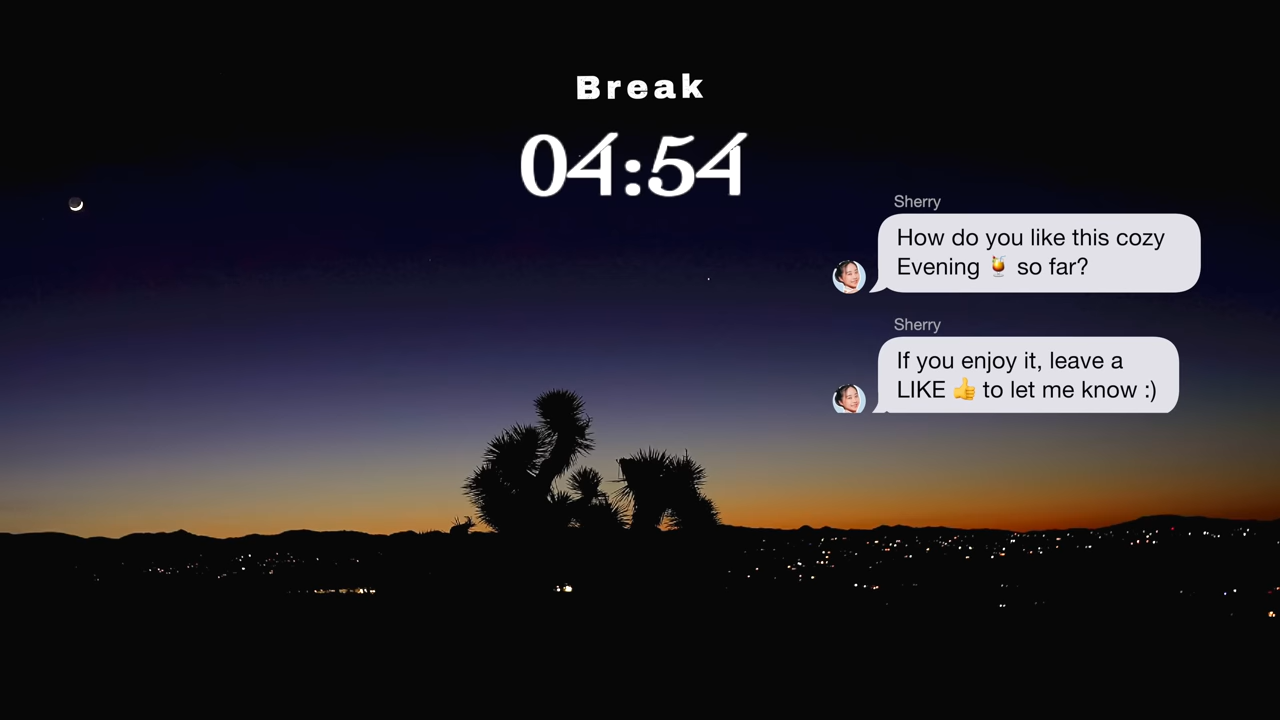 Break
04:54
Sherry
How do you like this cozy
Evening 🍹 so far?
Sherry
If you enjoy it, leave a
LIKE 👍 to let me know :)